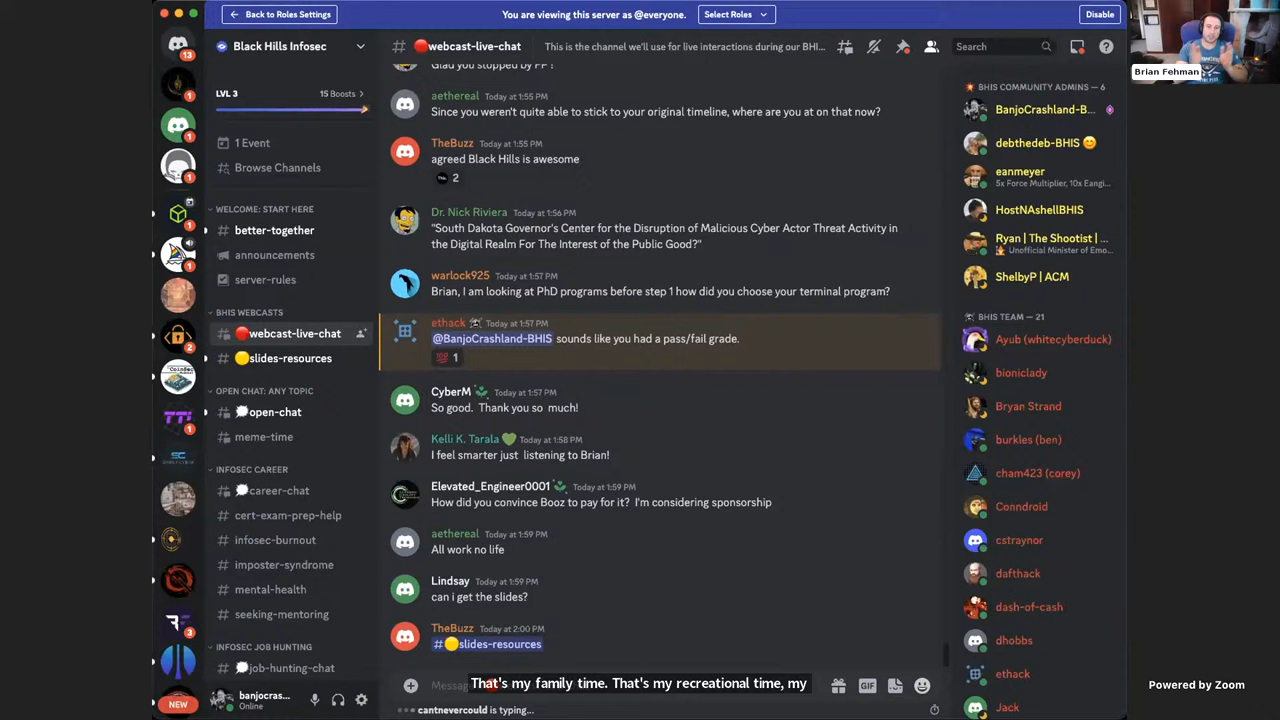 Back to Roles Settings
You are viewing this server as @everyone.
Select Roles
Disable
Black Hills Infosec
webcast-live-chat
This is the channel we'll use for live interactions during our BHI...
Search
Brian Fehman
LVL 3
15 Boosts
1 Event
Browse Channels
WELCOME: START HERE
better-together
announcements
server-rules
BHIS WEBCASTS
webcast-live-chat
slides-resources
OPEN CHAT: ANY TOPIC
open-chat
meme-time
INFOSEC CAREER
career-chat
cert-exam-prep-help
infosec-burnout
imposter-syndrome
mental-health
seeking-mentoring
INFOSEC JOB HUNTING
job-hunting-chat
banjocras...
Online
13
1
1
1
1
1
2
1
3
NEW
aethereal Today at 1:55 PM
Since you weren't quite able to stick to your original timeline, where are you at on that now?
TheBuzz Today at 1:55 PM
agreed Black Hills is awesome
2
Dr. Nick Riviera Today at 1:56 PM
"South Dakota Governor's Center for the Disruption of Malicious Cyber Actor Threat Activity in
the Digital Realm For The Interest of the Public Good?"
warlock925 Today at 1:57 PM
Brian, I am looking at PhD programs before step 1 how did you choose your terminal program?
ethack Today at 1:57 PM
@BanjoCrashland-BHIS sounds like you had a pass/fail grade.
1
CyberM Today at 1:57 PM
So good. Thank you so much!
Kelli K. Tarala Today at 1:58 PM
I feel smarter just listening to Brian!
Elevated_Engineer0001 Today at 1:59 PM
How did you convince Booz to pay for it? I'm considering sponsorship
aethereal Today at 1:59 PM
All work no life
Lindsay Today at 1:59 PM
can i get the slides?
TheBuzz Today at 2:00 PM
# slides-resources
That's my family time. That's my recreational time, my
GIF
cantnevercould is typing...
BHIS COMMUNITY ADMINS — 6
BanjoCrashland-B...
debthedeb-BHIS
eanmeyer
5x Force Multiplier, 10x Eangi...
HostNAshellBHIS
Ryan | The Shootist | ...
Unofficial Minister of Emo...
ShelbyP | ACM
BHIS TEAM — 21
Ayub (whitecyberduck)
bioniclady
Bryan Strand
burkles (ben)
cham423 (corey)
Conndroid
cstraynor
dafthack
dash-of-cash
dhobbs
ethack
Jack
Powered by Zoom